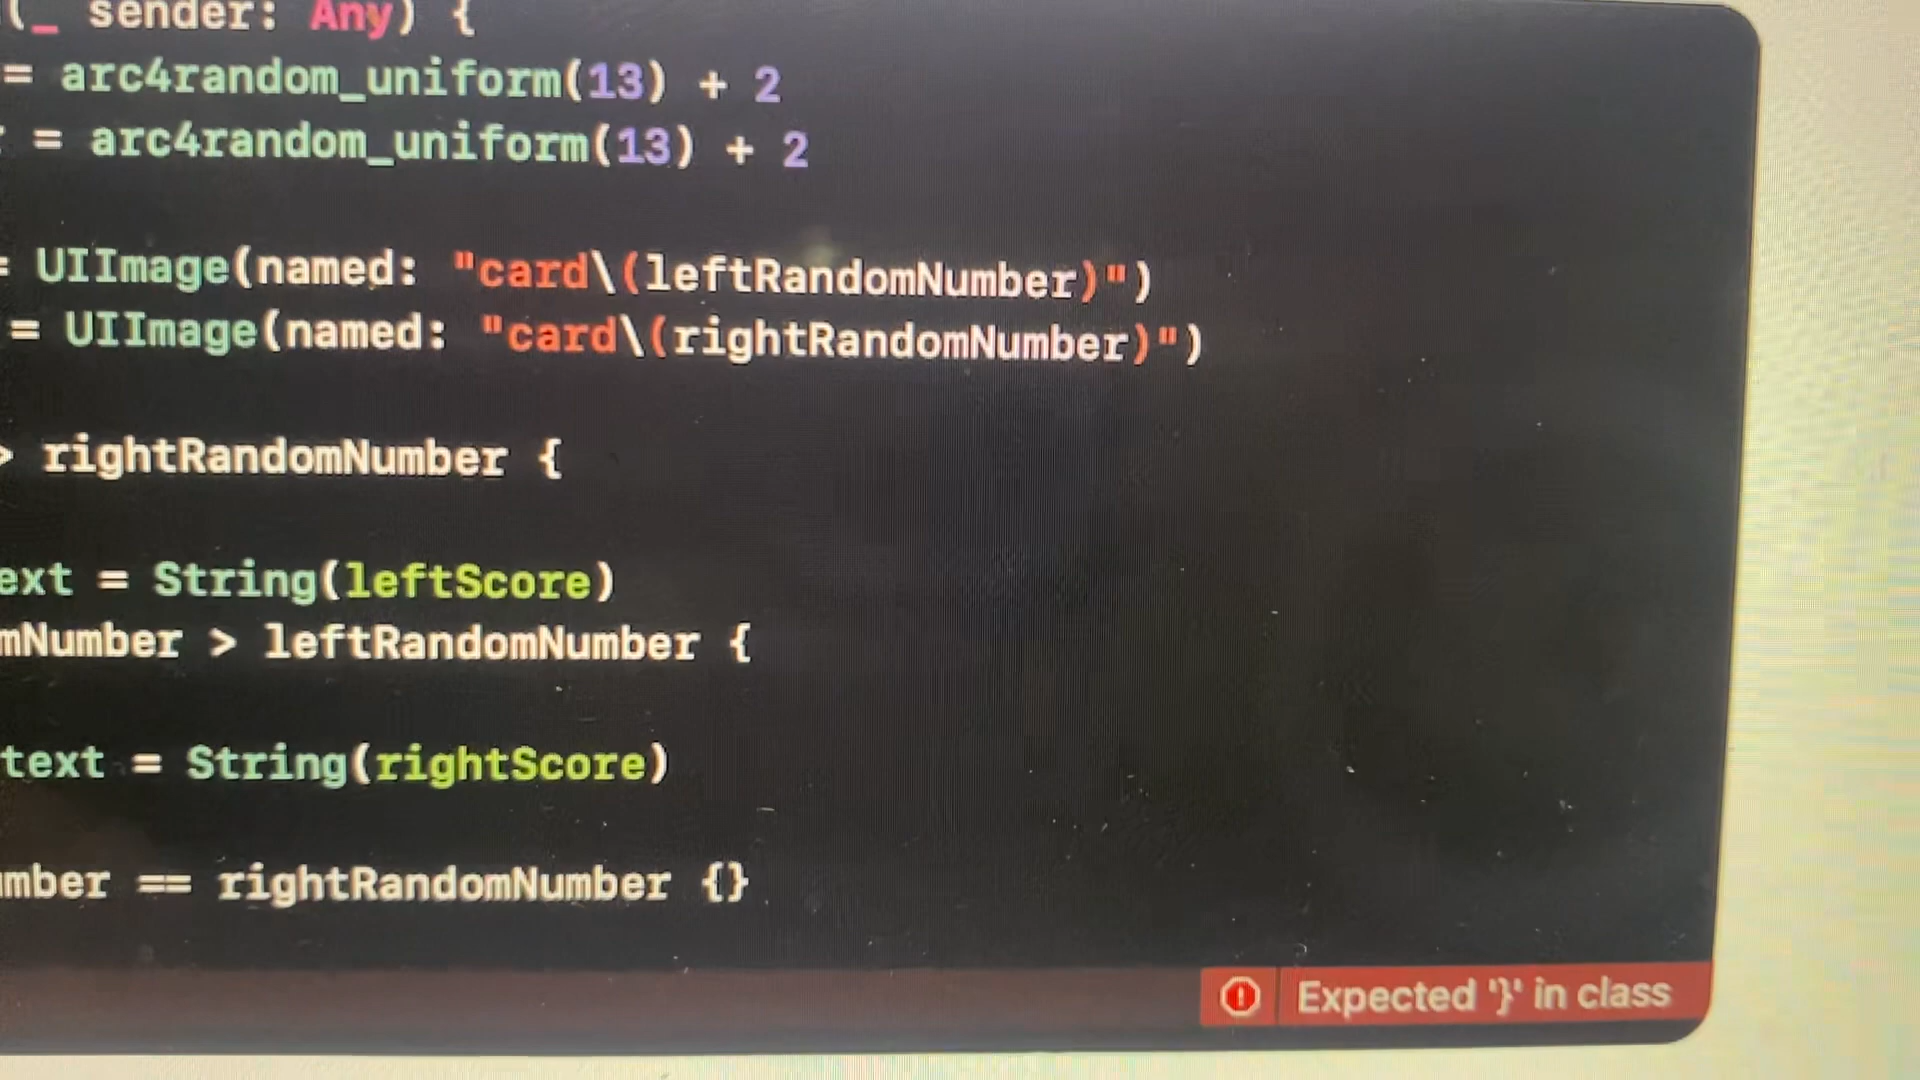 (_ sender: Any) {
= arc4random_uniform(13) + 2
= arc4random_uniform(13) + 2
= UIImage(named: "card\(leftRandomNumber)")
= UIImage(named: "card\(rightRandomNumber)")
> rightRandomNumber {
ext = String(leftScore)
mNumber > leftRandomNumber {
text = String(rightScore)
mber == rightRandomNumber {}
Expected '}' in class